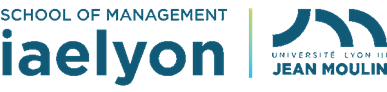 SCHOOL OF MANAGEMENT
iaelyon
UNIVERSITÉ LYON III
JEAN MOULIN